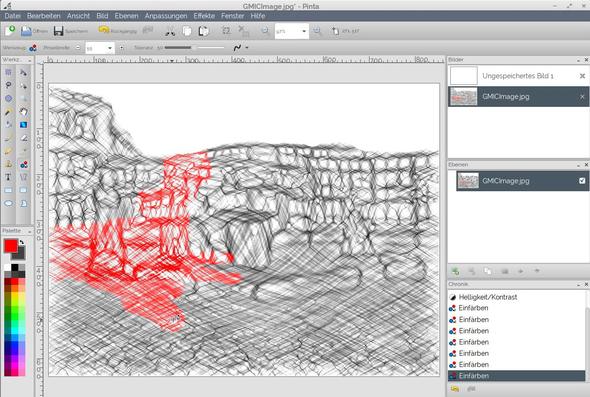 GMICImage.jpg* - Pinta
Datei Bearbeiten Ansicht Bild Ebenen Anpassungen Effekte Fenster Hilfe
Öffnen Speichern Rückgängig
Werkzeug Toleranz: 50
Werkz...
Bilder
Ungespeichertes Bild 1
GMICImage.jpg
Ebenen
GMICImage.jpg
Palette
Chronik
Helligkeit/Kontrast
Einfärben
Einfärben
Einfärben
Einfärben
Einfärben
Einfärben
Einfärben